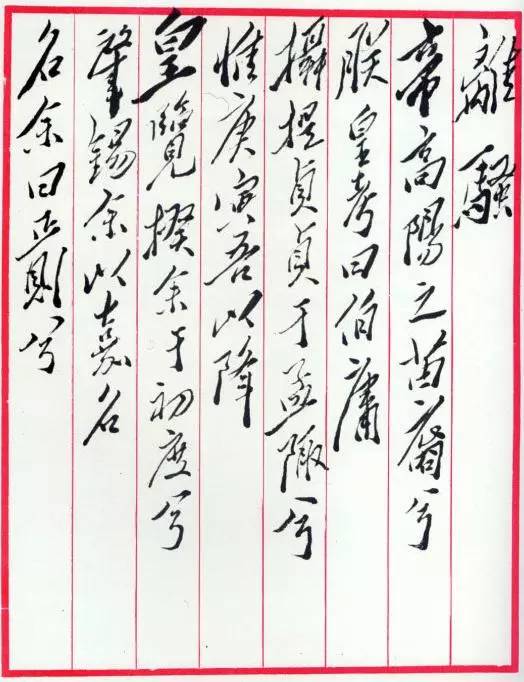 離騷
帝高陽之苗裔兮
朕皇考曰伯庸
攝提貞貞于孟陬兮
惟庚寅吾以降
皇覽揆余于初度兮
肇錫余以嘉名
名余曰正則兮